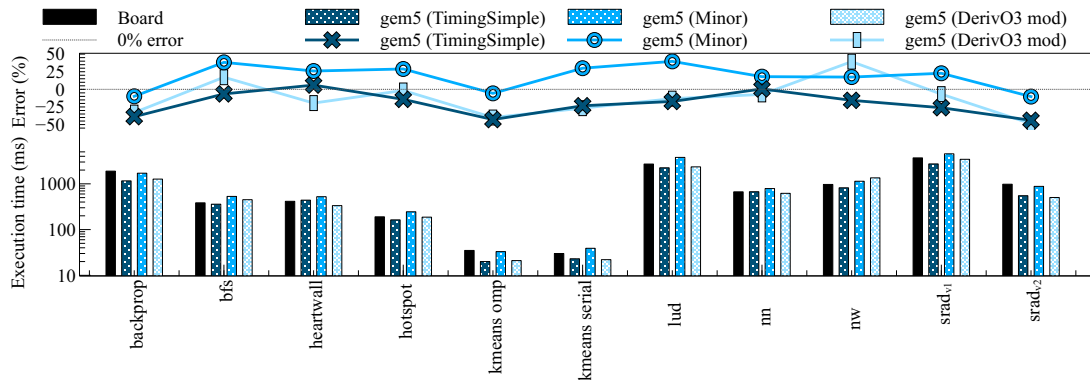 Board
gem5 (TimingSimple)
gem5 (Minor)
gem5 (DerivO3 mod)
0% error
gem5 (TimingSimple)
gem5 (Minor)
gem5 (DerivO3 mod)
Error (%)
50
25
0
−25
−50
Execution time (ms)
1000
100
10
backprop
bfs
heartwall
hotspot
kmeans omp
kmeans serial
lud
nn
nw
sradv1
sradv2